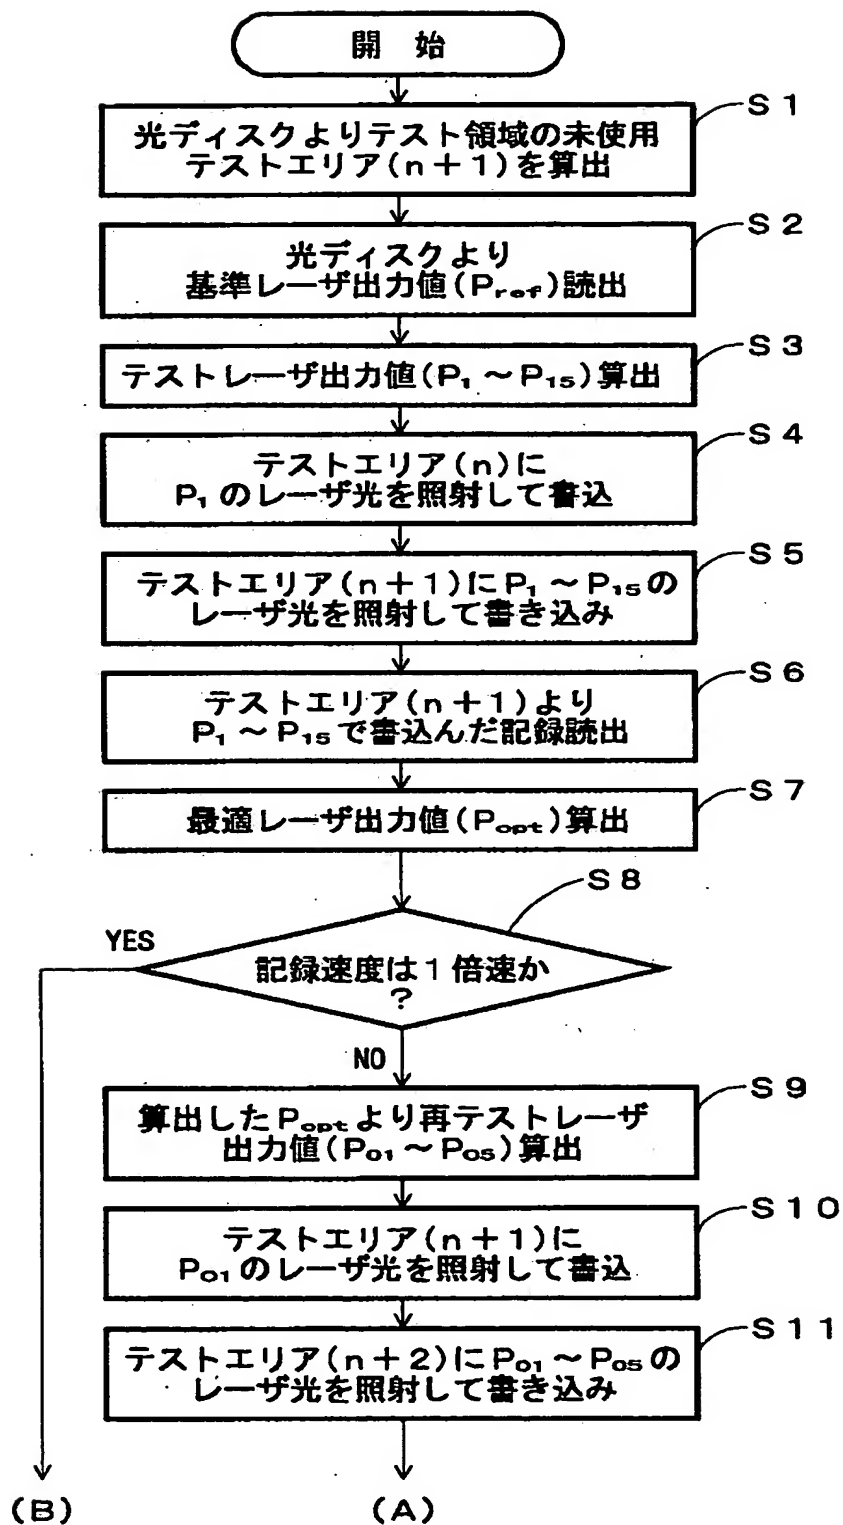 開 始
S1
光ディスクよりテスト領域の未使用
テストエリア(n+1)を算出
S2
光ディスクより
基準レーザ出力値(Pref)読出
S3
テストレーザ出力値(P1～P15)算出
S4
テストエリア(n)に
P1のレーザ光を照射して書込
S5
テストエリア(n+1)にP1～P15の
レーザ光を照射して書き込み
S6
テストエリア(n+1)より
P1～P15で書込んだ記録読出
S7
最適レーザ出力値(Popt)算出
S8
YES
記録速度は1倍速か
?
NO
S9
算出したPoptより再テストレーザ
出力値(P01～P05)算出
S10
テストエリア(n+1)に
P01のレーザ光を照射して書込
S11
テストエリア(n+2)にP01～P05の
レーザ光を照射して書き込み
(B)
(A)